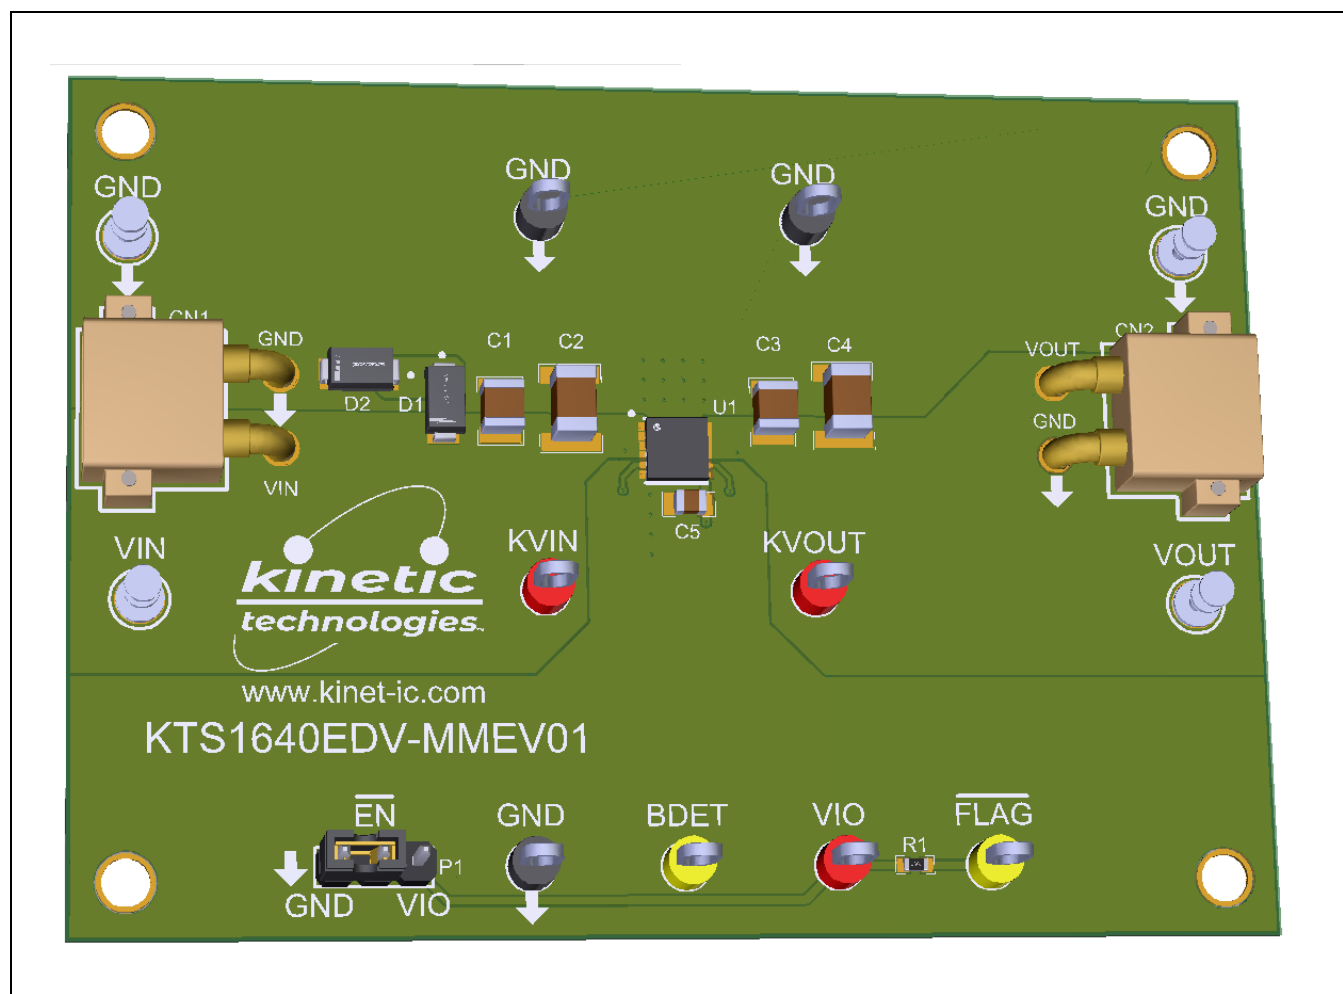 GND
GND
GND
GND
CN1
GND
C1
C2
C3
C4
CN2
VOUT
D2
D1
U1
GND
VIN
C5
VIN
KVIN
KVOUT
VOUT
kinetic
technologies
www.kinet-ic.com
KTS1640EDV-MMEV01
EN
GND
BDET
VIO
FLAG
R1
P1
GND
VIO